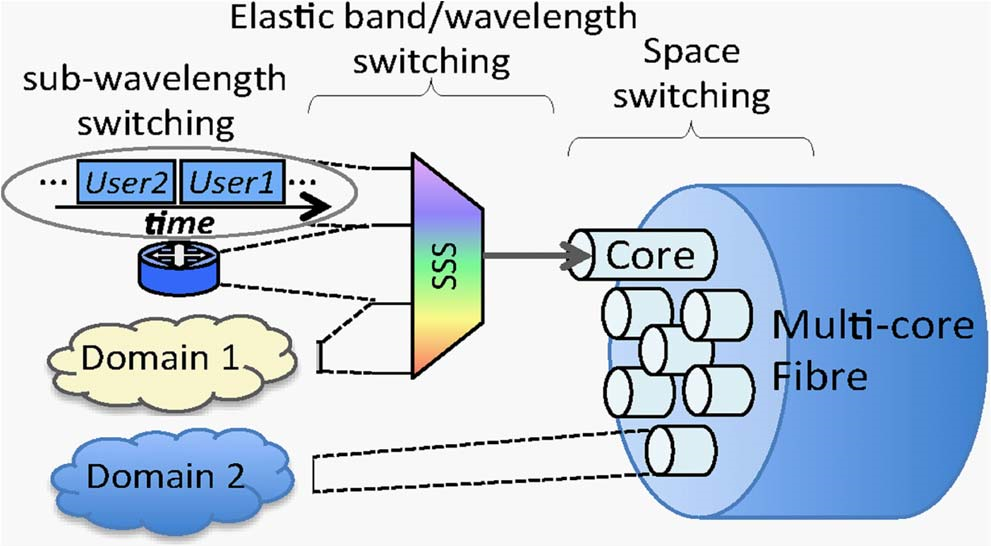 Elastic band/wavelength
switching
Space
switching
sub-wavelength
switching
... User2 User1 ...
time
SSS
Core
Domain 1
Multi-core
Fibre
Domain 2